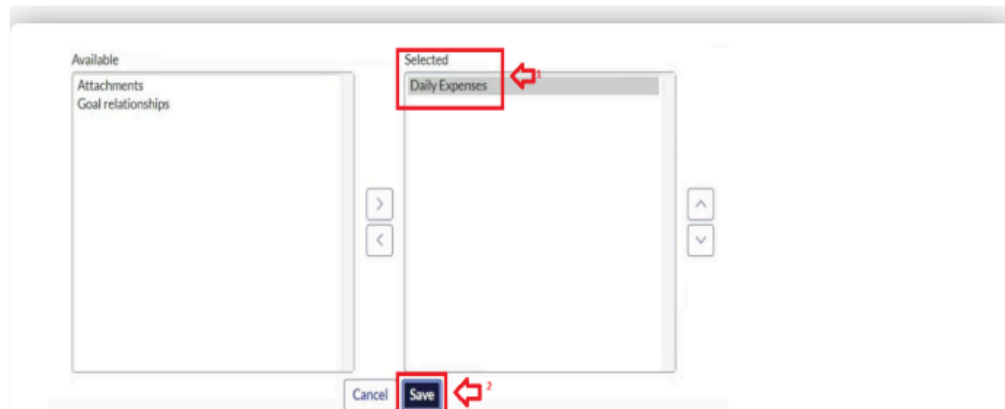 Available
Attachments
Goal relationships
Selected
Daily Expenses
1
Cancel
Save
2